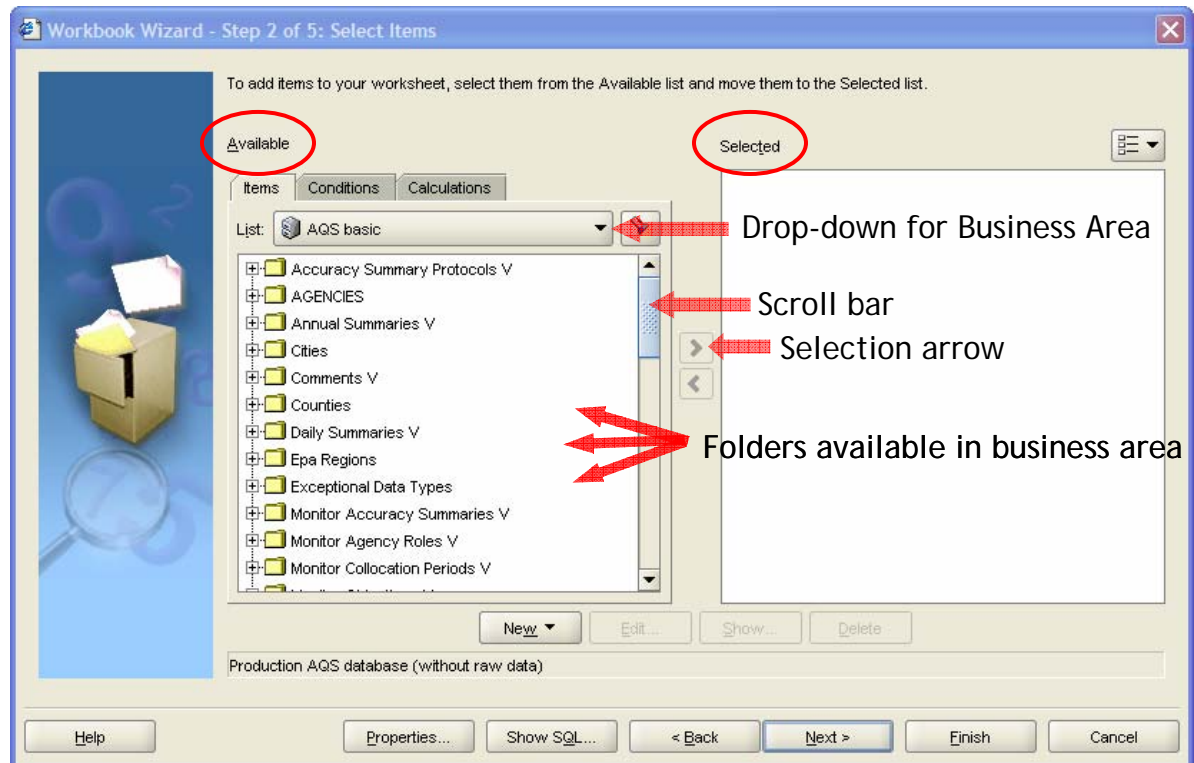 Workbook Wizard - Step 2 of 5: Select Items
To add items to your worksheet, select them from the Available list and move them to the Selected list.
Available
Selected
Items Conditions Calculations
List: AQS basic
Drop-down for Business Area
Accuracy Summary Protocols V
AGENCIES
Scroll bar
Annual Summaries V
Selection arrow
Cities
Comments V
Counties
Daily Summaries V
Folders available in business area
Epa Regions
Exceptional Data Types
Monitor Accuracy Summaries V
Monitor Agency Roles V
Monitor Collocation Periods V
New Edit... Show... Delete
Production AQS database (without raw data)
Help Properties... Show SQL... < Back Next > Finish Cancel